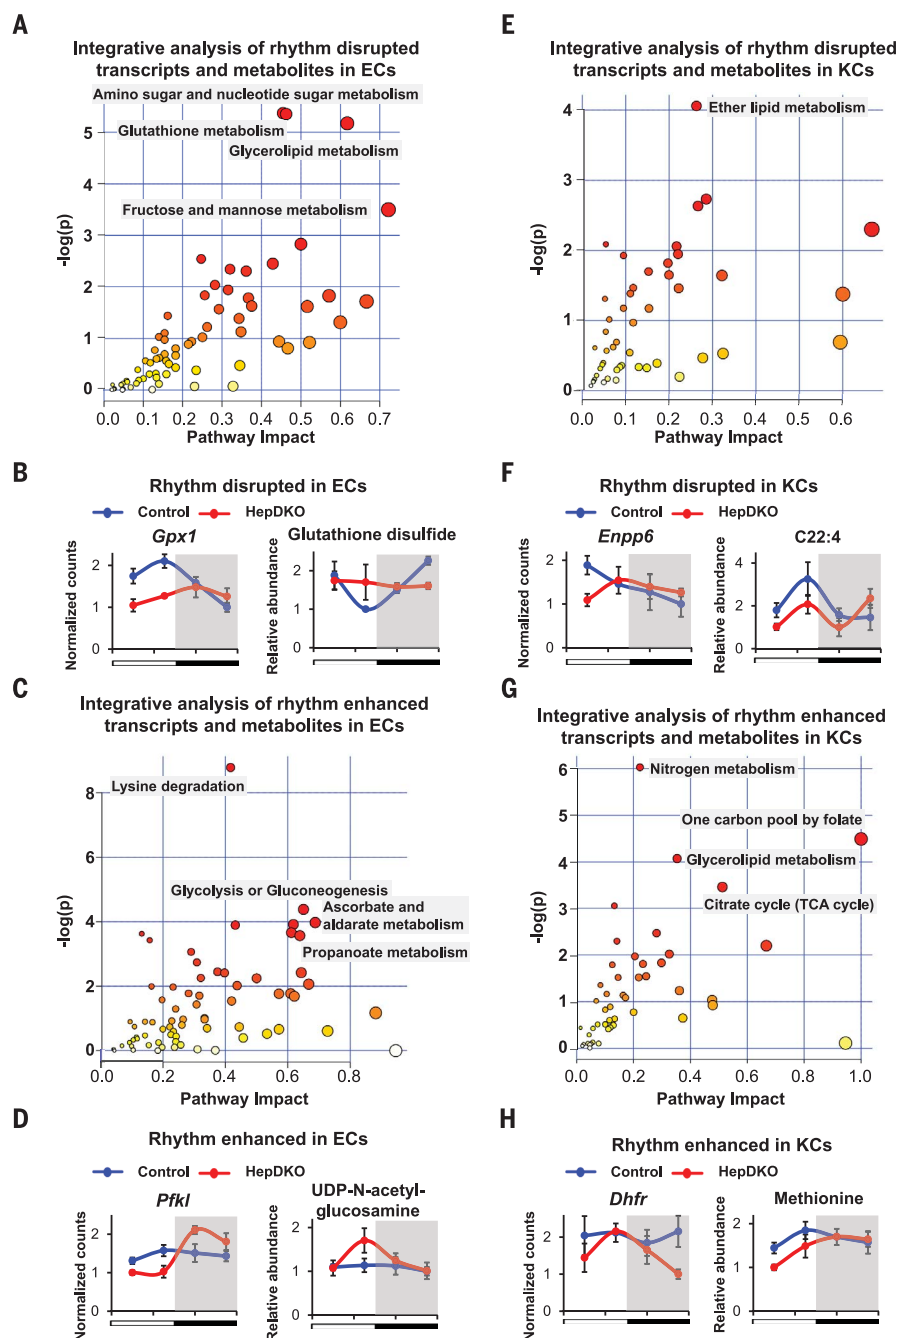 A
Integrative analysis of rhythm disrupted
transcripts and metabolites in ECs
Amino sugar and nucleotide sugar metabolism
Glutathione metabolism
Glycerolipid metabolism
Fructose and mannose metabolism
-log(p)
5
4
3
2
1
0
0.0 0.1 0.2 0.3 0.4 0.5 0.6 0.7
Pathway Impact
B
Rhythm disrupted in ECs
Control HepDKO
Gpx1
Normalized counts
2
1
0
Glutathione disulfide
Relative abundance
2
1
0
C
Integrative analysis of rhythm enhanced
transcripts and metabolites in ECs
Lysine degradation
Glycolysis or Gluconeogenesis
Ascorbate and
aldarate metabolism
Propanoate metabolism
-log(p)
8
6
4
2
0
0.0 0.2 0.4 0.6 0.8
Pathway Impact
D
Rhythm enhanced in ECs
Control HepDKO
Pfkl
Normalized counts
2
1
0
UDP-N-acetyl-
glucosamine
Relative abundance
2
1
0
E
Integrative analysis of rhythm disrupted
transcripts and metabolites in KCs
Ether lipid metabolism
-log(p)
4
3
2
1
0
0.0 0.1 0.2 0.3 0.4 0.6
Pathway Impact
F
Rhythm disrupted in KCs
Control HepDKO
Enpp6
Normalized counts
2
1
0
C22:4
Relative abundance
4
2
0
G
Integrative analysis of rhythm enhanced
transcripts and metabolites in KCs
Nitrogen metabolism
One carbon pool by folate
Glycerolipid metabolism
Citrate cycle (TCA cycle)
-log(p)
6
5
4
3
2
1
0
0.0 0.2 0.4 0.6 0.8 1.0
Pathway Impact
H
Rhythm enhanced in KCs
Control HepDKO
Dhfr
Normalized counts
2
1
0
Methionine
Relative abundance
2
1
0